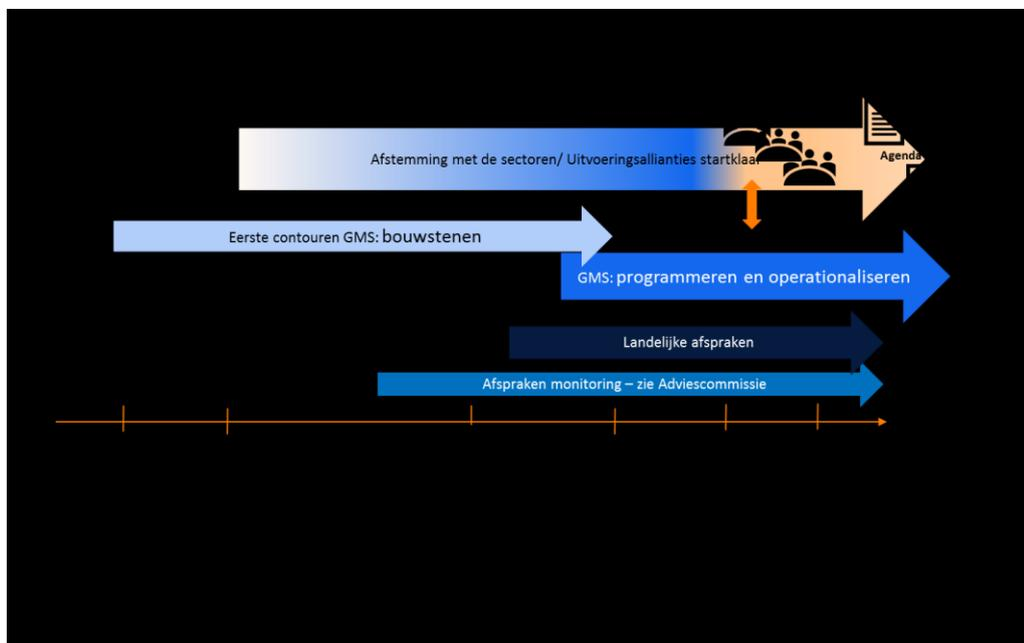 Afstemming met de sectoren/ Uitvoeringsallianties startklaar
Agenda
Eerste contouren GMS: bouwstenen
GMS: programmeren en operationaliseren
Landelijke afspraken
Afspraken monitoring – zie Adviescommissie